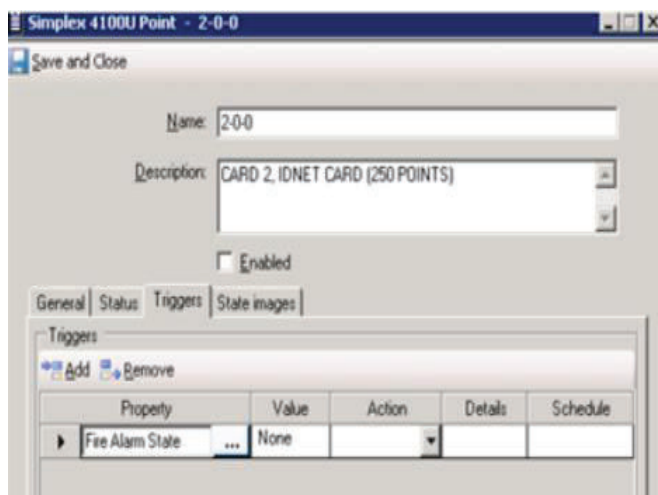 Simplex 4100U Point - 2-0-0
Save and Close
Name: 2-0-0
Description: CARD 2, IDNET CARD (250 POINTS)
Enabled
General Status Triggers State images
Triggers
Add Remove
Property Value Action Details Schedule
Fire Alarm State ... None